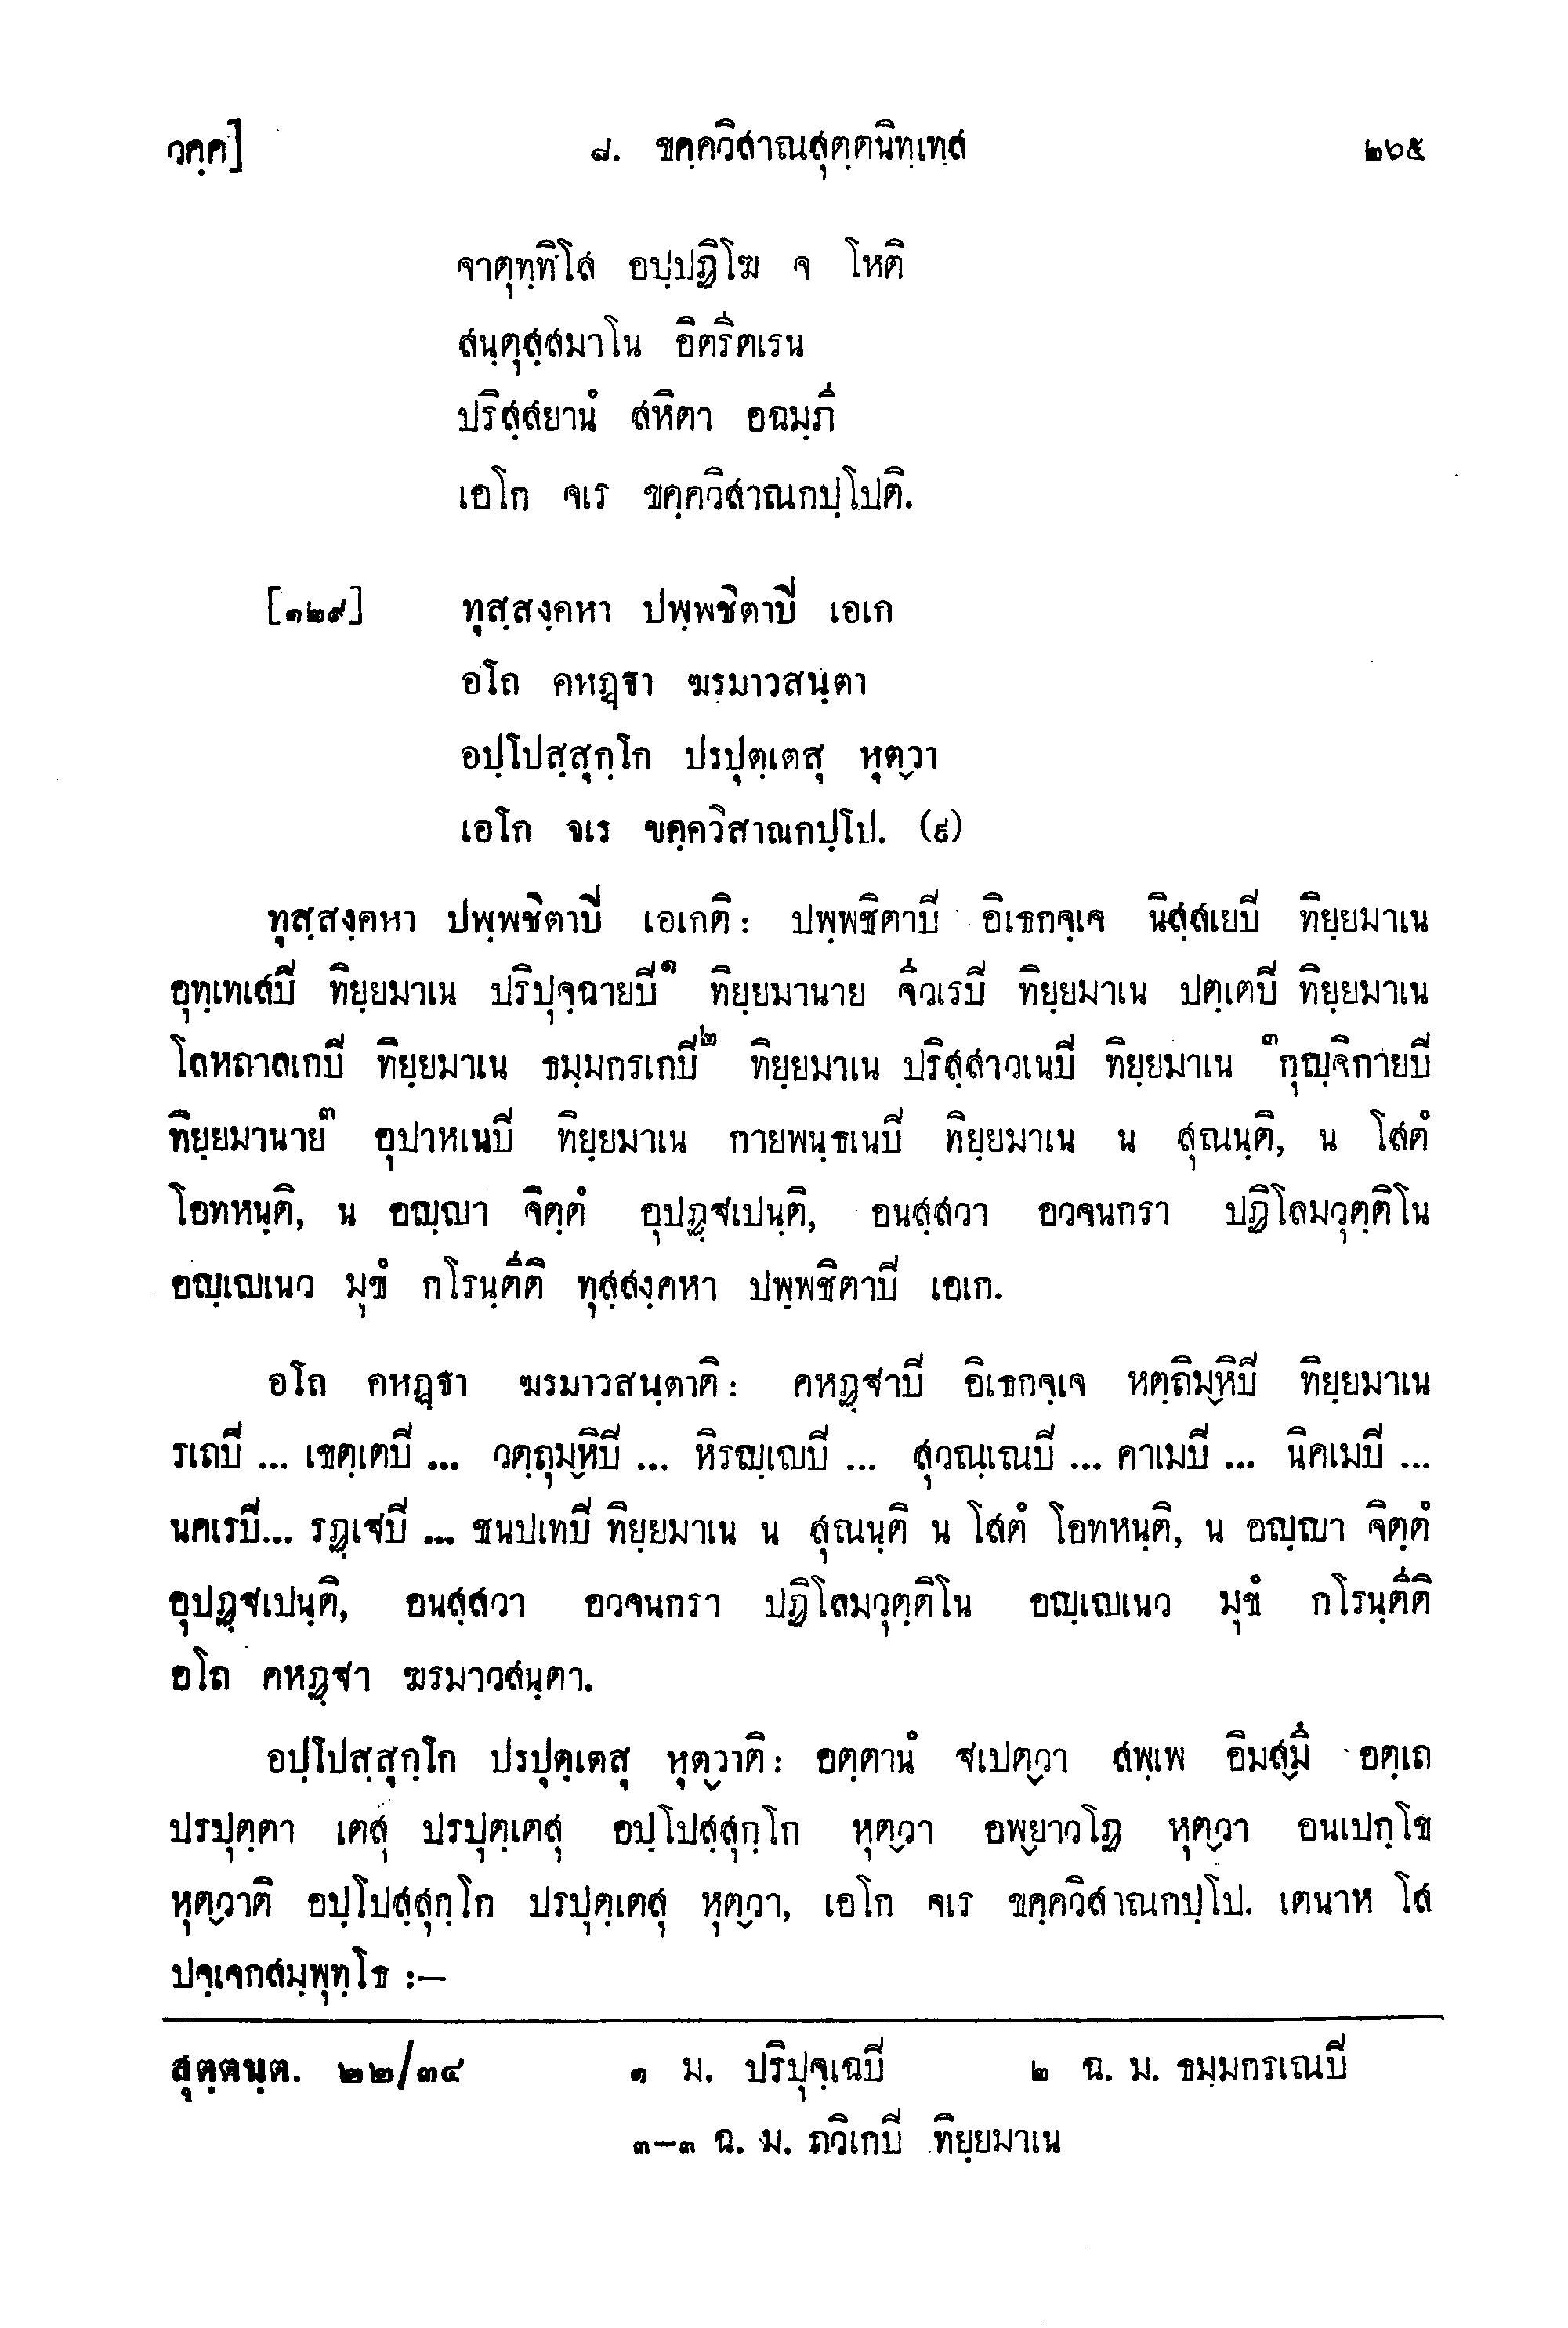 วคฺค]	๘. ขคฺควิสาณสุตฺตนิทฺเทส	๒๖๕
จาตุทฺทิโส อปฺปฏิโฆ จ โหติ
สนฺตุสฺสมาโน อิตรีตเรน
ปริสฺสยานํ สหิตา อฉมฺภี
เอโก จเร ขคฺควิสาณกปฺโปติ.
[๑๒๙] ทุสฺสงฺคหา ปพฺพชิตาปิ เอเก
อโถ คหฏฺฐา ฆรมาวสนฺตา
อปฺโปสฺสุกฺโก ปรปุตฺเตสุ หุตฺวา
เอโก จเร ขคฺควิสาณกปฺโป. (๙)
ทุสฺสงฺคหา ปพฺพชิตาปิ เอเกติ: ปพฺพชิตาปิ อิเธกจฺเจ นิสฺสเยปิ ทิยฺยมาเน
อุทฺเทเสปิ ทิยฺยมาเน ปริปุจฺฉายปิ๑ ทิยฺยมานาย จีวเรปิ ทิยฺยมาเน ปตฺเตปิ ทิยฺยมาเน
โลหถาลเกปิ ทิยฺยมาเน ธมฺมกรเกปิ๒ ทิยฺยมาเน ปริสฺสาวเนปิ ทิยฺยมาเน ๓กุญฺจิกายปิ
ทิยฺยมานาย๓ อุปาหเนปิ ทิยฺยมาเน กายพนฺธเนปิ ทิยฺยมาเน น สุณนฺติ, น โสตํ
โอทหนฺติ, น อญฺญา จิตฺตํ อุปฏฺฐเปนฺติ, อนสฺสวา อวจนกรา ปฏิโลมวุตฺติโน
อญฺเญเนว มุขํ กโรนฺตีติ ทุสฺสงฺคหา ปพฺพชิตาปิ เอเก.
อโถ คหฏฺฐา ฆรมาวสนฺตาติ: คหฏฺฐาปิ อิเธกจฺเจ หตฺถิมฺหิปิ ทิยฺยมาเน
รเถปิ ... เขตฺเตปิ ... วตฺถุมฺหิปิ ... หิรญฺเญปิ ... สุวณฺเณปิ ... คาเมปิ ... นิคเมปิ ...
นคเรปิ... รฏฺเฐปิ ... ชนปเทปิ ทิยฺยมาเน น สุณนฺติ น โสตํ โอทหนฺติ, น อญฺญา จิตฺตํ
อุปฏฺฐเปนฺติ, อนสฺสวา อวจนกรา ปฏิโลมวุตฺติโน อญฺเญเนว มุขํ กโรนฺตีติ
อโถ คหฏฺฐา ฆรมาวสนฺตา.
อปฺโปสฺสุกฺโก ปรปุตฺเตสุ หุตฺวาติ: อตฺตานํ ฐเปตฺวา สพฺเพ อิมสฺมึ อตฺเถ
ปรปุตฺตา เตสุ ปรปุตฺเตสุ อปฺโปสฺสุกฺโก หุตฺวา อพฺยาวโฏ หุตฺวา อนเปกฺโข
หุตฺวาติ อปฺโปสฺสุกฺโก ปรปุตฺเตสุ หุตฺวา, เอโก จเร ขคฺควิสาณกปฺโป. เตนาห โส
ปจฺเจกสมฺพุทฺโธ :—
สุตฺตนฺต. ๒๒/๓๔	๑ ม. ปริปุจฺเฉปิ	๒ ฉ. ม. ธมฺมกรเณปิ
๓—๓ ฉ. ม. ถวิเกปิ ทิยฺยมาเน